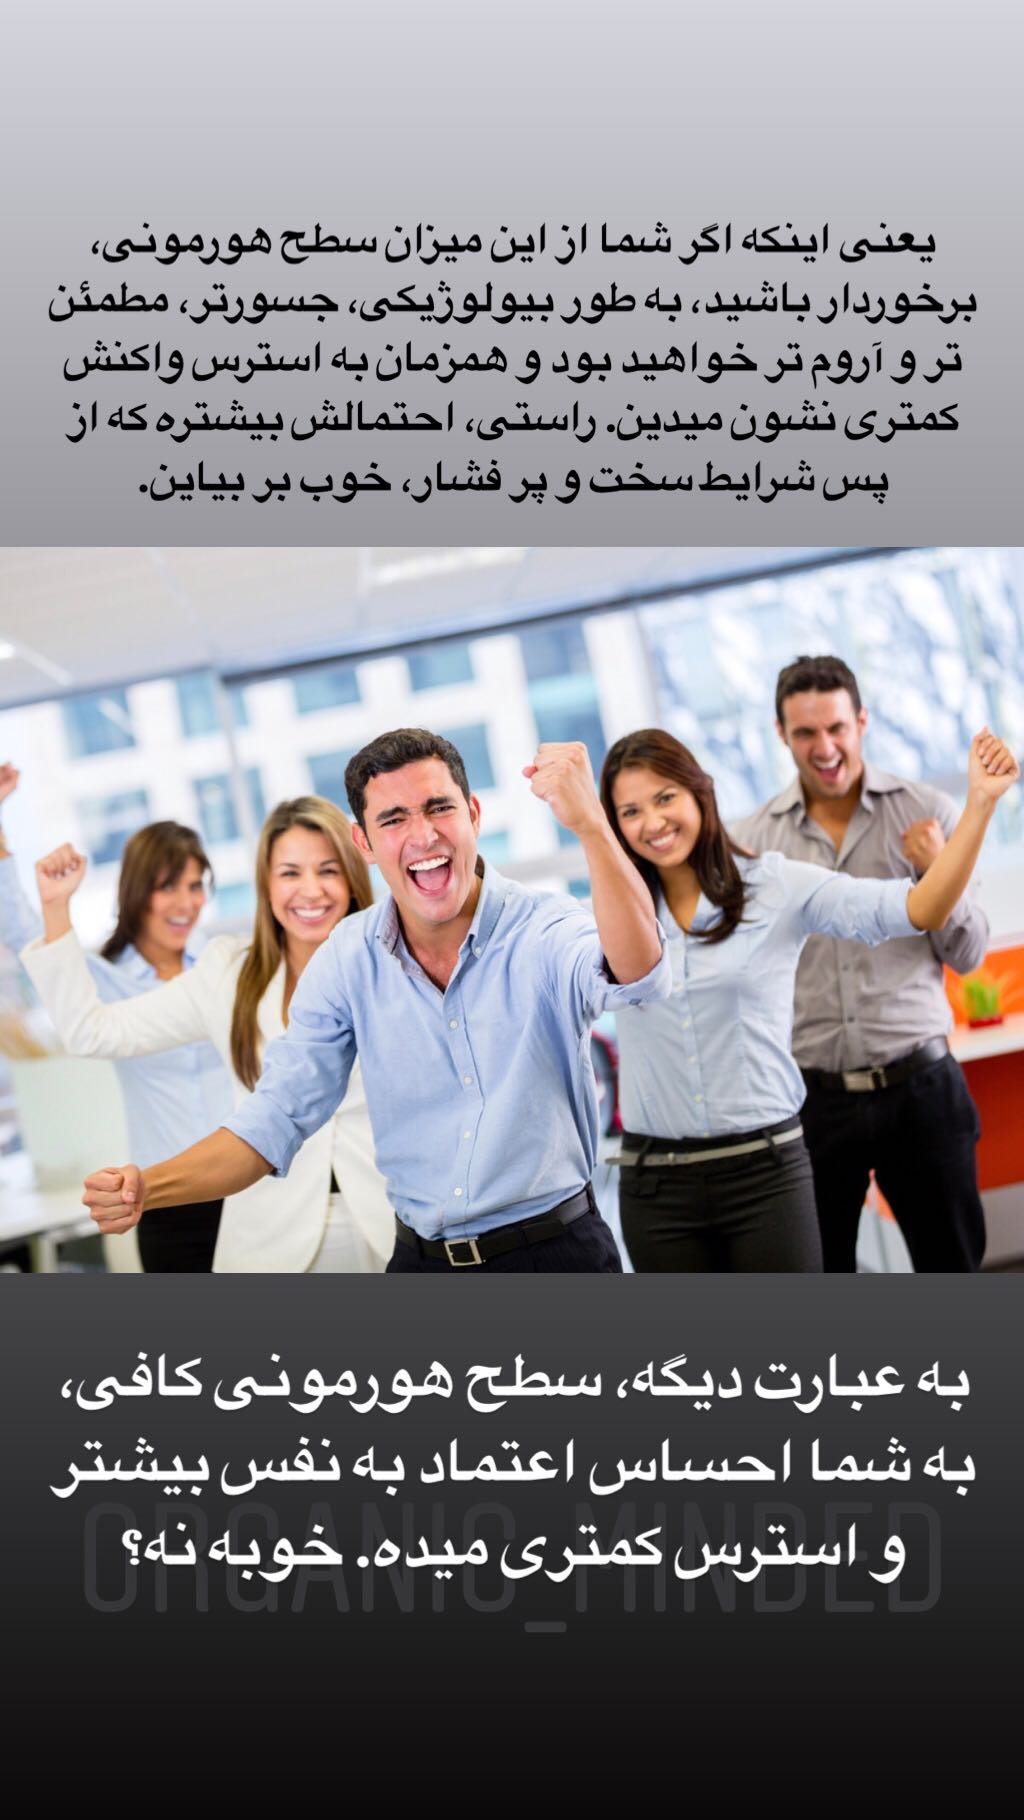 یعنی اینکه اگر شما از این میزان سطح هورمونی،
برخوردار باشید، به طور بیولوژیکی، جسورتر، مطمئن
تر و آروم تر خواهید بود و همزمان به استرس واکنش
کمتری نشون میدین. راستی، احتمالش بیشتره که از
پس شرایط سخت و پر فشار، خوب بر بیاین.
به عبارت دیگه، سطح هورمونی کافی،
به شما احساس اعتماد به نفس بیشتر
و استرس کمتری میده. خوبه نه؟
ORGANIC_MINDED